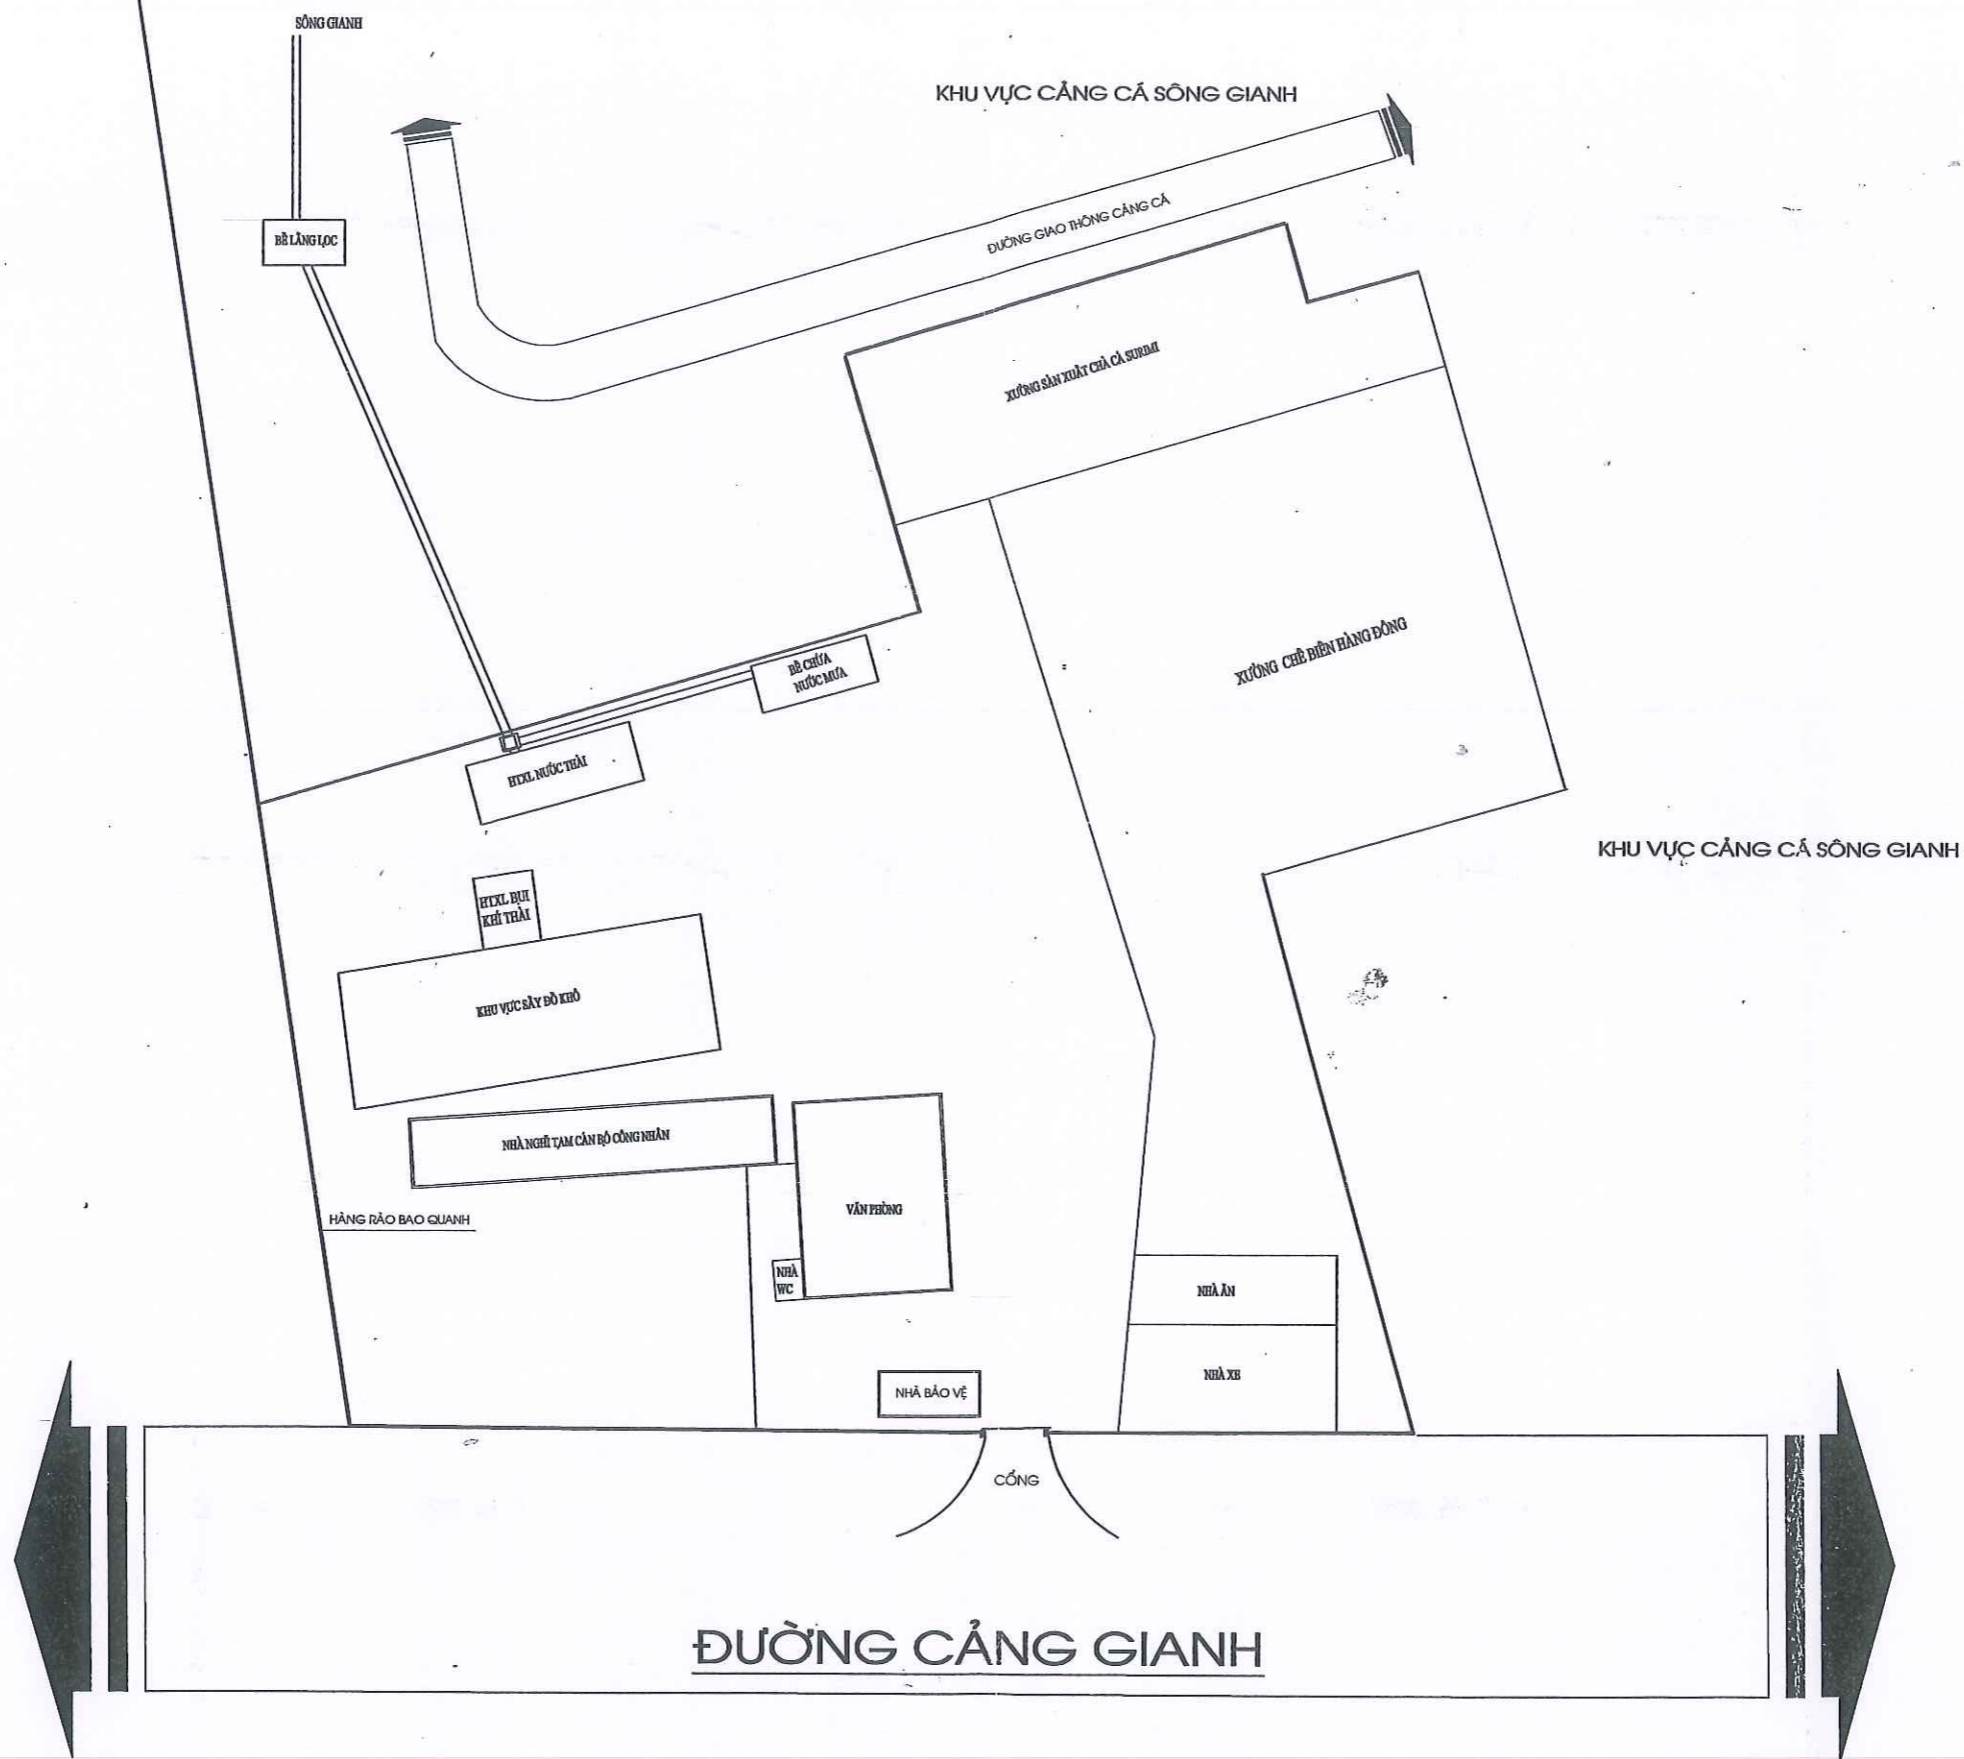 SÔNG GIANH
KHU VỰC CẢNG CÁ SÔNG GIANH
ĐƯỜNG GIAO THÔNG CẢNG CÁ
BỂ LẮNG LỌC
XƯỞNG SẢN XUẤT CHẢ CÁ SURIMI
XƯỞNG CHẾ BIẾN HÀNG ĐÔNG
BỂ CHỨA
NƯỚC MƯA
HTXL NƯỚC THẢI
KHU VỰC CẢNG CÁ SÔNG GIANH
HTXL BỤI
KHÍ THẢI
KHU VỰC SẤY ĐỒ KHÔ
NHÀ NGHỈ TẠM CÁN BỘ CÔNG NHÂN
VĂN PHÒNG
HÀNG RÀO BAO QUANH
NHÀ
WC
NHÀ ĂN
NHÀ XE
NHÀ BẢO VỆ
CỔNG
ĐƯỜNG CẢNG GIANH